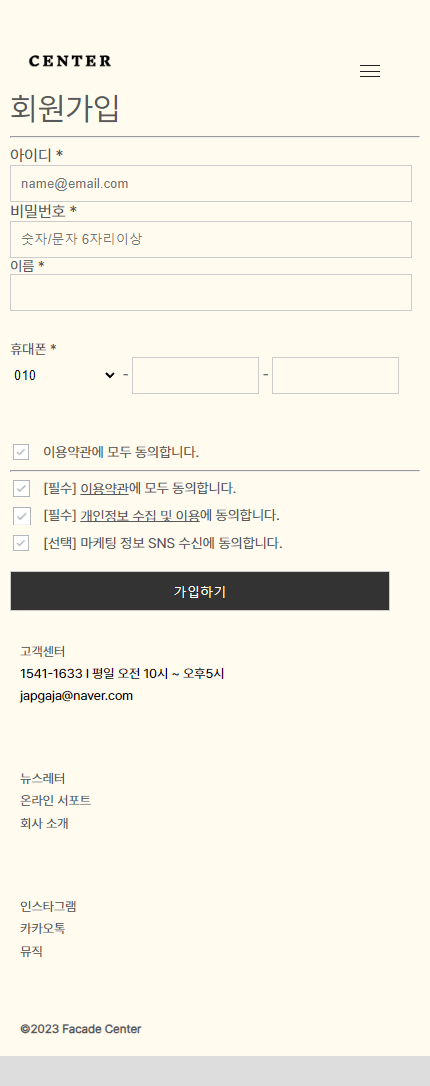 CENTER
회원가입
아이디 *
name@email.com
비밀번호 *
숫자/문자 6자리이상
이름 *
휴대폰 *
010 - -
이용약관에 모두 동의합니다.
[필수] 이용약관에 모두 동의합니다.
[필수] 개인정보 수집 및 이용에 동의합니다.
[선택] 마케팅 정보 SNS 수신에 동의합니다.
가입하기
고객센터
1541-1633 I 평일 오전 10시 ~ 오후5시
japgaja@naver.com
뉴스레터
온라인 서포트
회사 소개
인스타그램
카카오톡
뮤직
©2023 Facade Center